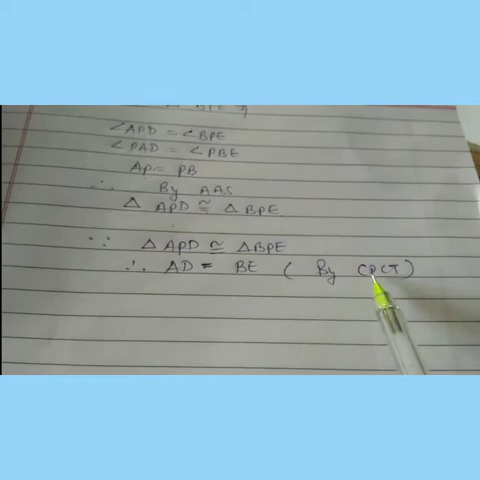 ∠APD = ∠BPE
∠PAD = ∠PBE
AP = PB
∴ By AAS
△ APD ≅ △ BPE
∵ △ APD ≅ △BPE
∴ AD = BE ( By CPCT)